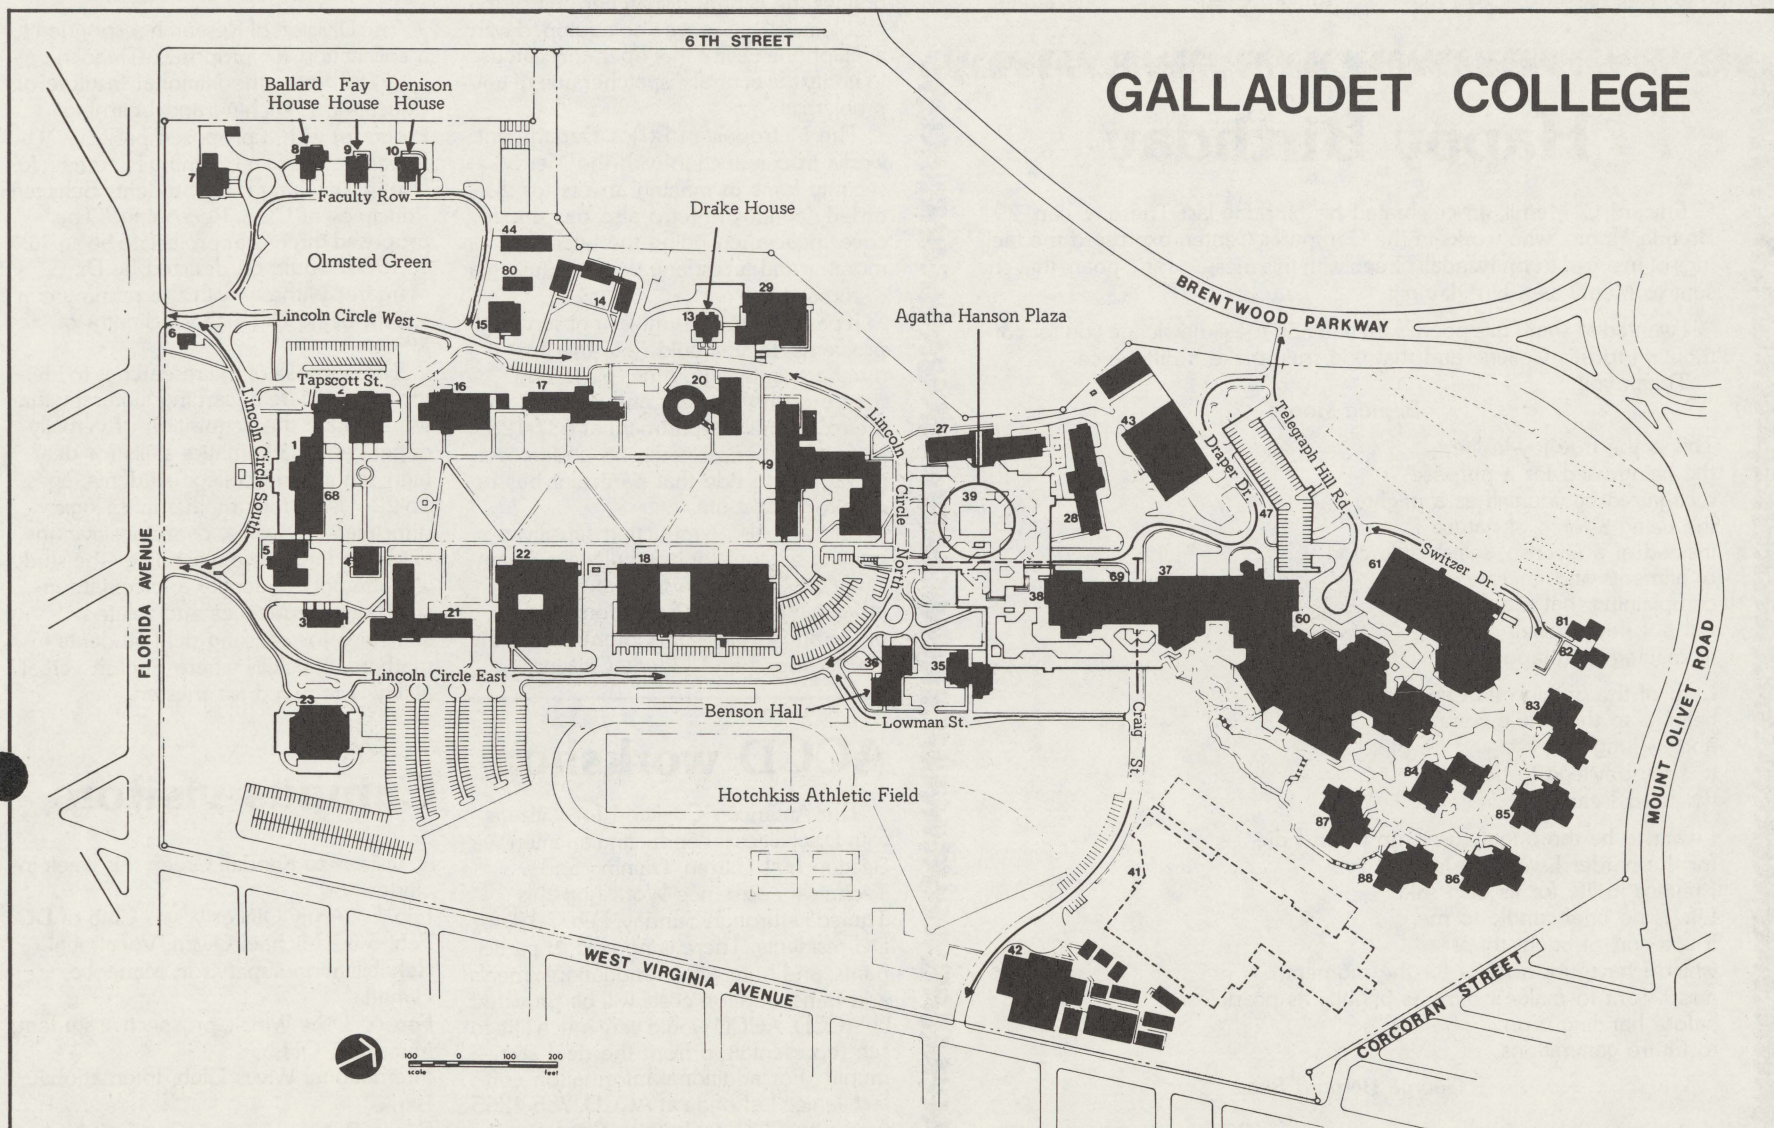 6TH STREET
GALLAUDET COLLEGE
Ballard House
Fay House
Denison House
8
9
10
7
Faculty Row
Drake House
44
Olmsted Green
80
14
29
15
13
Lincoln Circle West
6
Agatha Hanson Plaza
BRENTWOOD PARKWAY
Tapscott St.
2
16
17
20
Lincoln Circle South
Lincoln Circle North
27
43
Draper Dr.
Telegraph Hill Rd.
1
68
19
39
28
47
5
4
22
18
FLORIDA AVENUE
Switzer Dr.
61
69
37
38
60
3
21
81
82
36
35
Lincoln Circle East
23
Benson Hall
Lowman St.
Craig St.
83
MOUNT OLIVET ROAD
Hotchkiss Athletic Field
84
85
87
88
86
41
42
WEST VIRGINIA AVENUE
CORCORAN STREET
100 0 100 200
scale feet